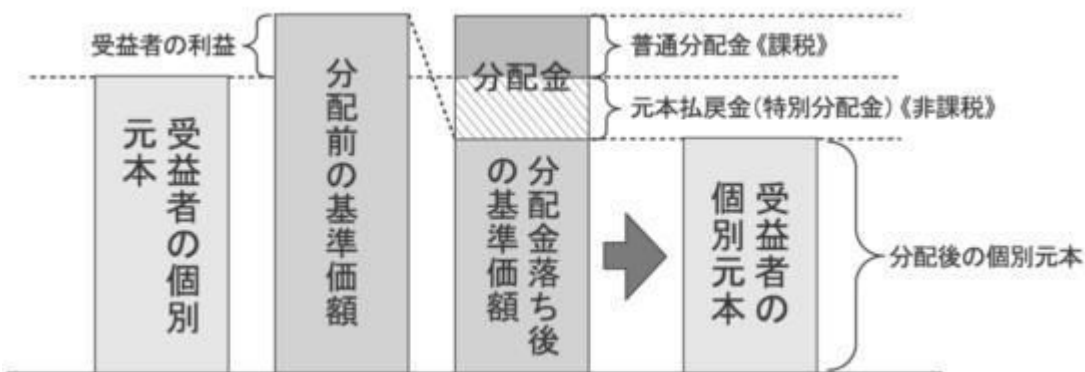 受益者の利益
受益者の個別
元本
分配前の基準価額
分配金
分配金落ち後
の基準価額
普通分配金《課税》
元本払戻金(特別分配金)《非課税》
受益者の
個別元本
分配後の個別元本